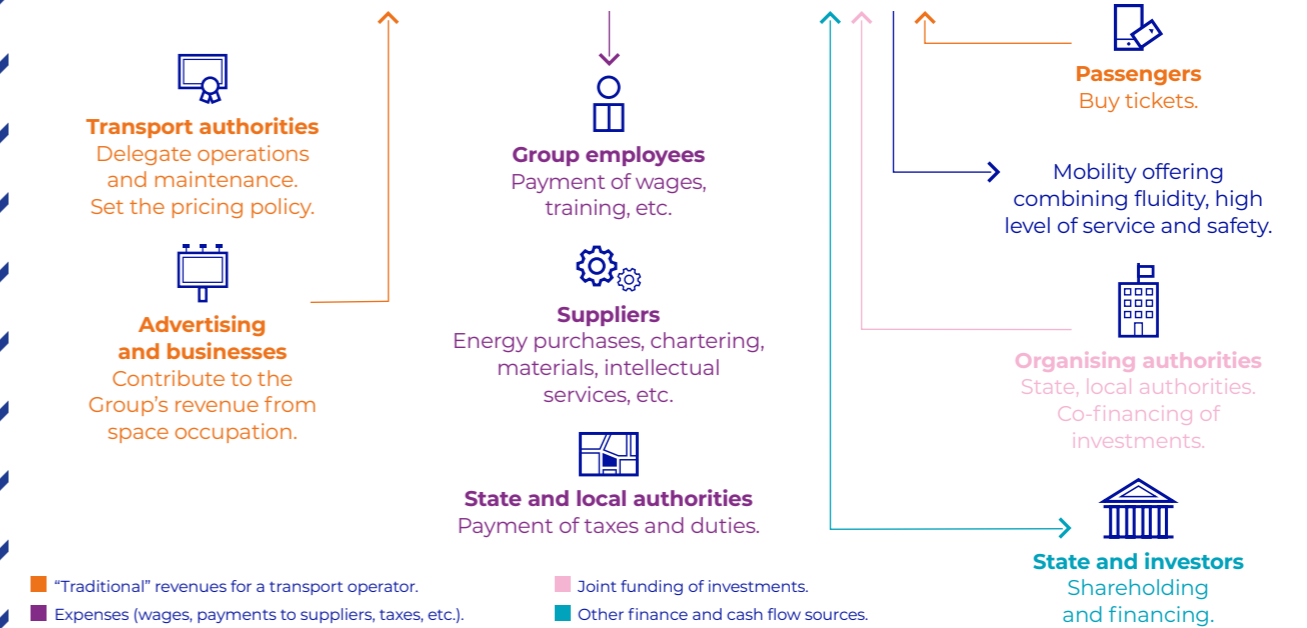 Transport authorities
Delegate operations
and maintenance.
Set the pricing policy.
Advertising
and businesses
Contribute to the
Group’s revenue from
space occupation.
Group employees
Payment of wages,
training, etc.
Suppliers
Energy purchases, chartering,
materials, intellectual
services, etc.
State and local authorities
Payment of taxes and duties.
Passengers
Buy tickets.
Mobility offering
combining fluidity, high
level of service and safety.
Organising authorities
State, local authorities.
Co-financing of
investments.
State and investors
Shareholding
and financing.
“Traditional” revenues for a transport operator.
Expenses (wages, payments to suppliers, taxes, etc.).
Joint funding of investments.
Other finance and cash flow sources.